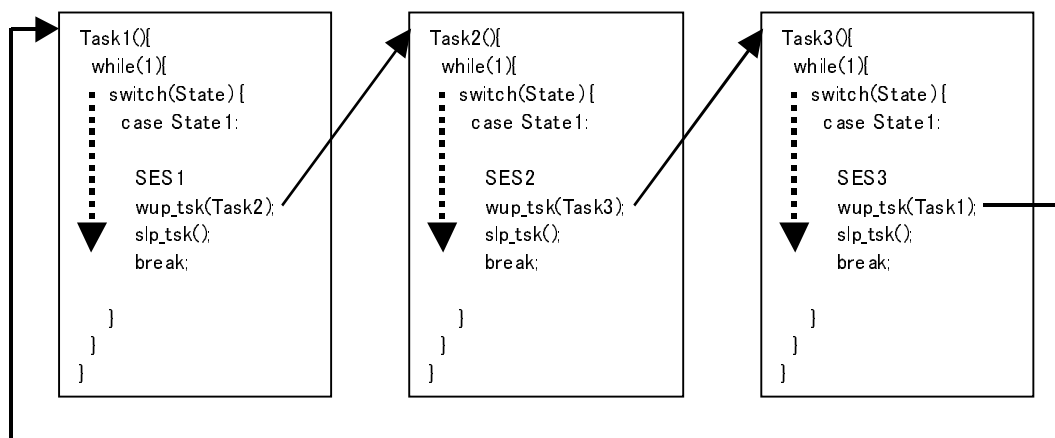 Task1(){
while(1){
switch(State) {
case State1:
SES1
wup_tsk(Task2);
slp_tsk();
break;
}
}
}
Task2(){
while(1){
switch(State) {
case State1:
SES2
wup_tsk(Task3);
slp_tsk();
break;
}
}
}
Task3(){
while(1){
switch(State) {
case State1:
SES3
wup_tsk(Task1);
slp_tsk();
break;
}
}
}